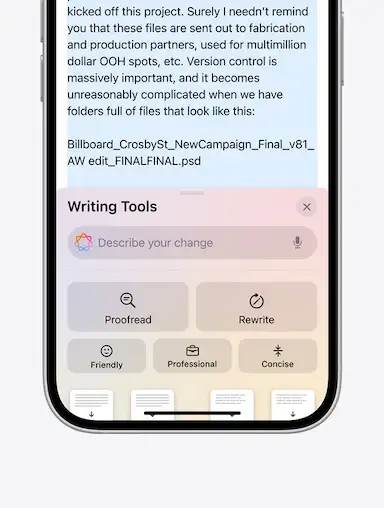 kicked off this project. Surely I needn't remind
you that these files are sent out to fabrication
and production partners, used for multimillion
dollar OOH spots, etc. Version control is
massively important, and it becomes
unreasonably complicated when we have
folders full of files that look like this:
Billboard_CrosbySt_NewCampaign_Final_v81_
AW edit_FINALFINAL.psd
Writing Tools
Describe your change
Proofread
Rewrite
Friendly
Professional
Concise